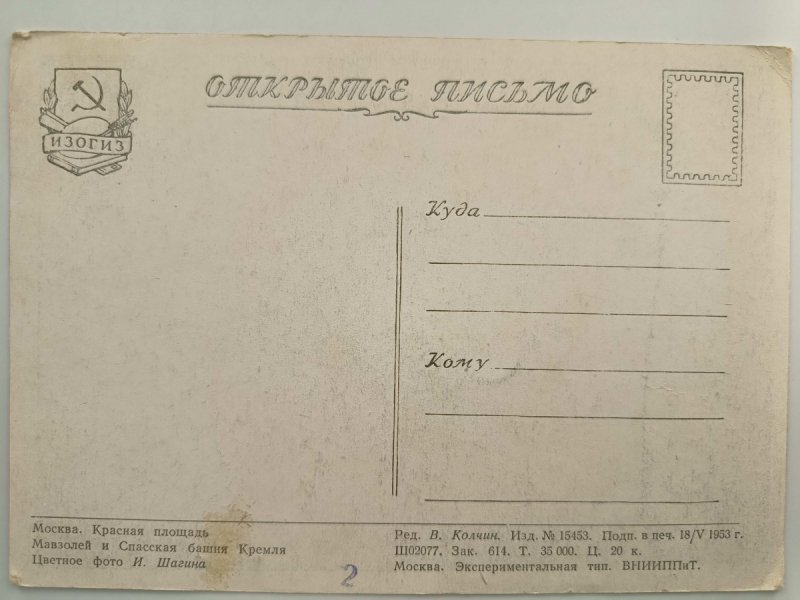 ИЗОГИЗ
ОТКРЫТОЕ ПИСЬМО
Куда
Кому
Москва. Красная площадь
Мавзолей и Спасская башня Кремля
Цветное фото И. Шагина
2
Ред. В. Колчин. Изд. № 15453. Подп. в печ. 18/V 1953 г.
Ш02077. Зак. 614. Т. 35 000. Ц. 20 к.
Москва. Экспериментальная тип. ВНИИППиТ.